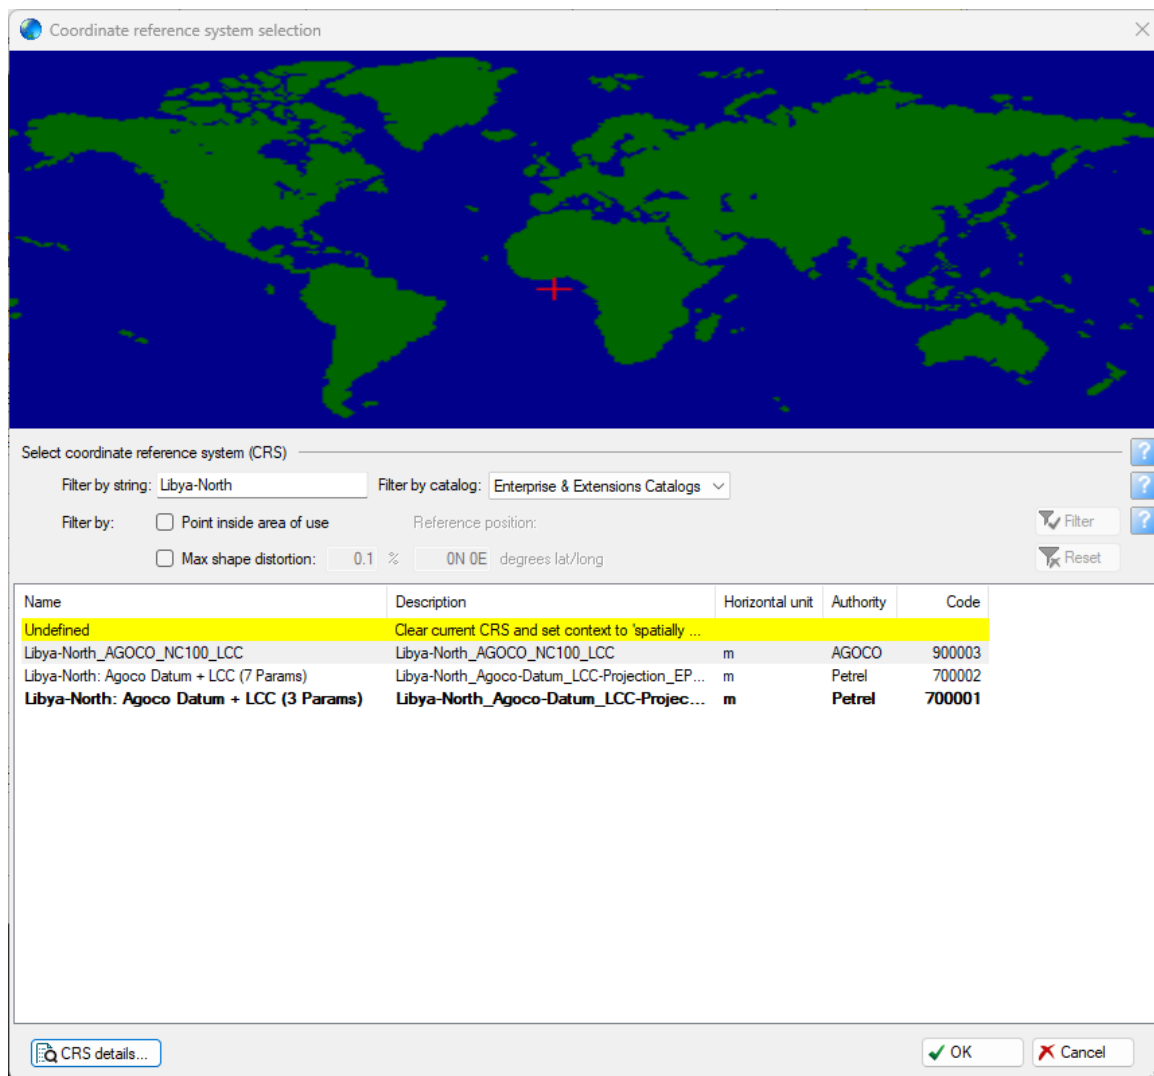 Coordinate reference system selection
Select coordinate reference system (CRS)
Filter by string: Libya-North Filter by catalog: Enterprise & Extensions Catalogs
Filter by: Point inside area of use Reference position: Filter
Max shape distortion: 0.1 % 0N 0E degrees lat/long Reset
Name Description Horizontal unit Authority Code
Undefined Clear current CRS and set context to 'spatially ...
Libya-North_AGOCO_NC100_LCC Libya-North_AGOCO_NC100_LCC m AGOCO 900003
Libya-North: Agoco Datum + LCC (7 Params) Libya-North_Agoco-Datum_LCC-Projection_EP... m Petrel 700002
Libya-North: Agoco Datum + LCC (3 Params) Libya-North_Agoco-Datum_LCC-Projec... m Petrel 700001
CRS details... OK Cancel